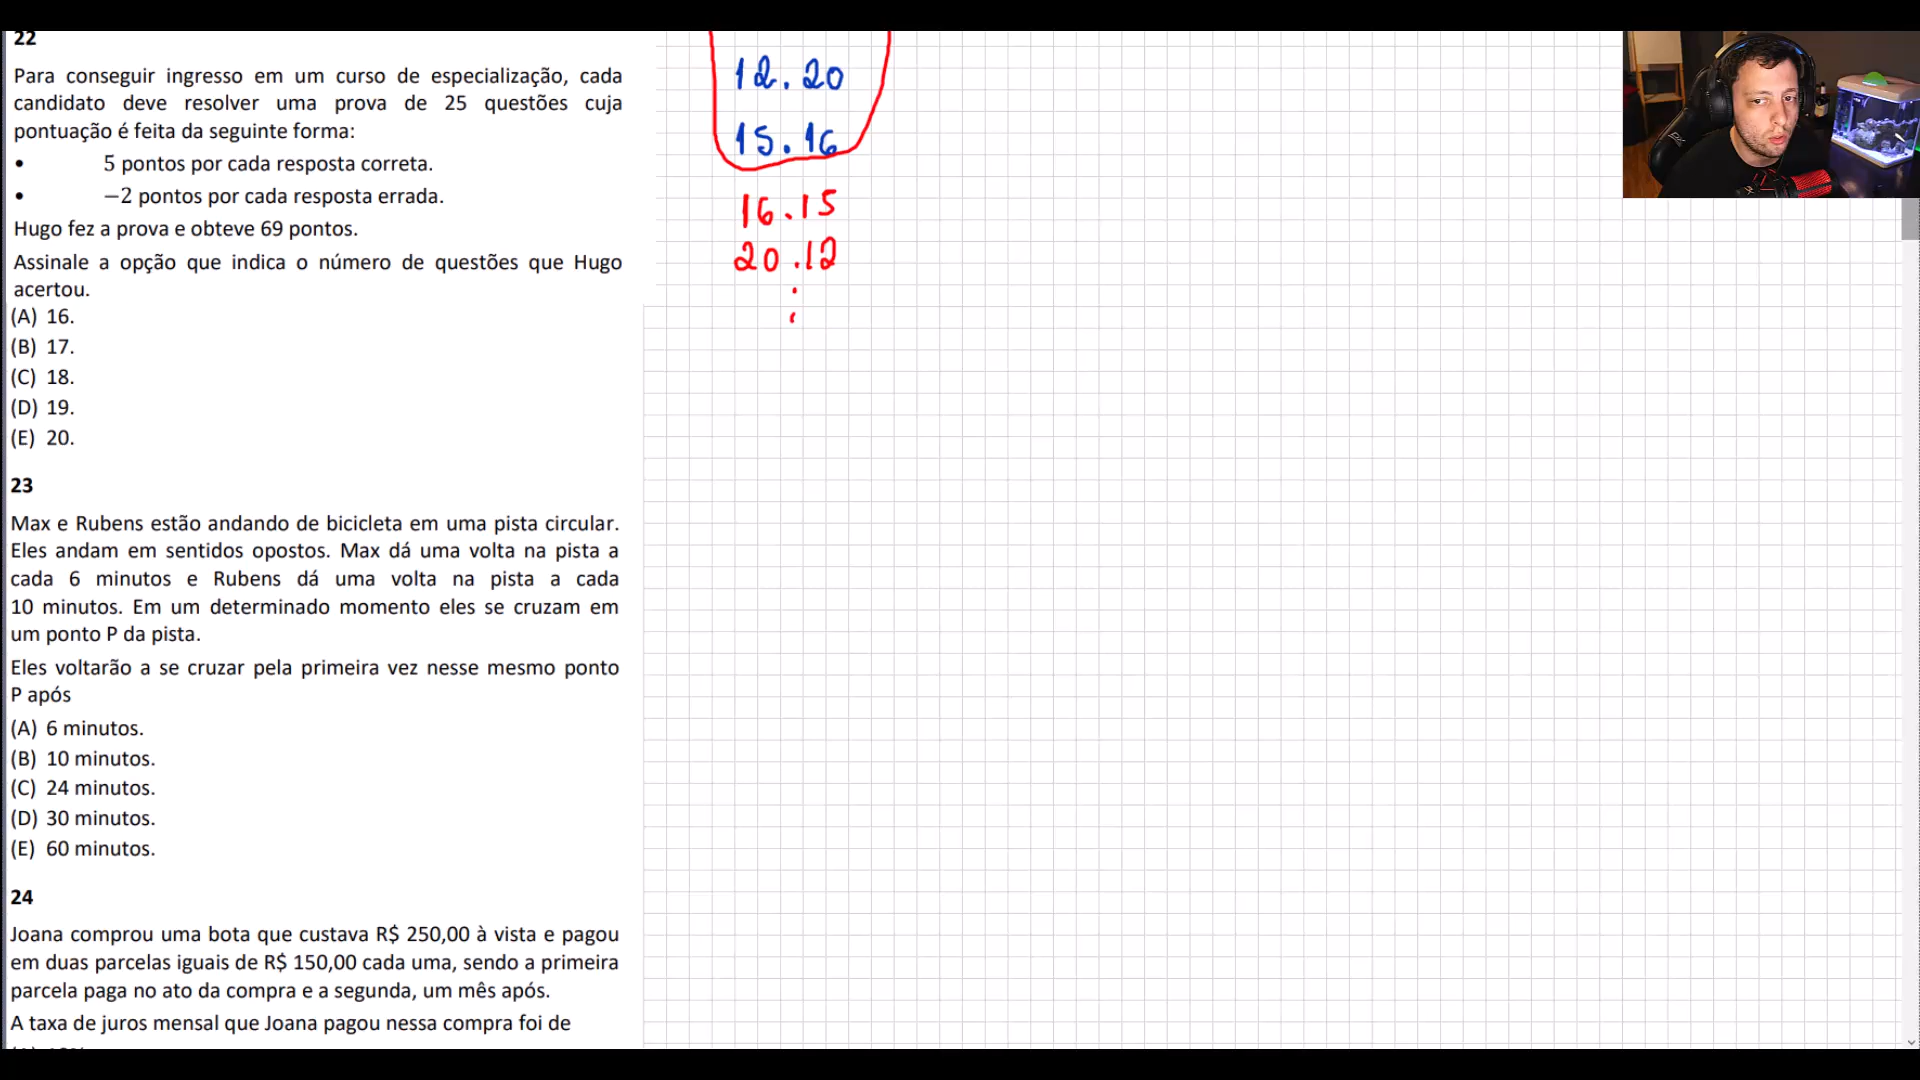 22
Para conseguir ingresso em um curso de especialização, cada
candidato deve resolver uma prova de 25 questões cuja
pontuação é feita da seguinte forma:
• 5 pontos por cada resposta correta.
• −2 pontos por cada resposta errada.
Hugo fez a prova e obteve 69 pontos.
Assinale a opção que indica o número de questões que Hugo
acertou.
(A) 16.
(B) 17.
(C) 18.
(D) 19.
(E) 20.
23
Max e Rubens estão andando de bicicleta em uma pista circular.
Eles andam em sentidos opostos. Max dá uma volta na pista a
cada 6 minutos e Rubens dá uma volta na pista a cada
10 minutos. Em um determinado momento eles se cruzam em
um ponto P da pista.
Eles voltarão a se cruzar pela primeira vez nesse mesmo ponto
P após
(A) 6 minutos.
(B) 10 minutos.
(C) 24 minutos.
(D) 30 minutos.
(E) 60 minutos.
24
Joana comprou uma bota que custava R$ 250,00 à vista e pagou
em duas parcelas iguais de R$ 150,00 cada uma, sendo a primeira
parcela paga no ato da compra e a segunda, um mês após.
A taxa de juros mensal que Joana pagou nessa compra foi de
12.20
15.16
16.15
20.12